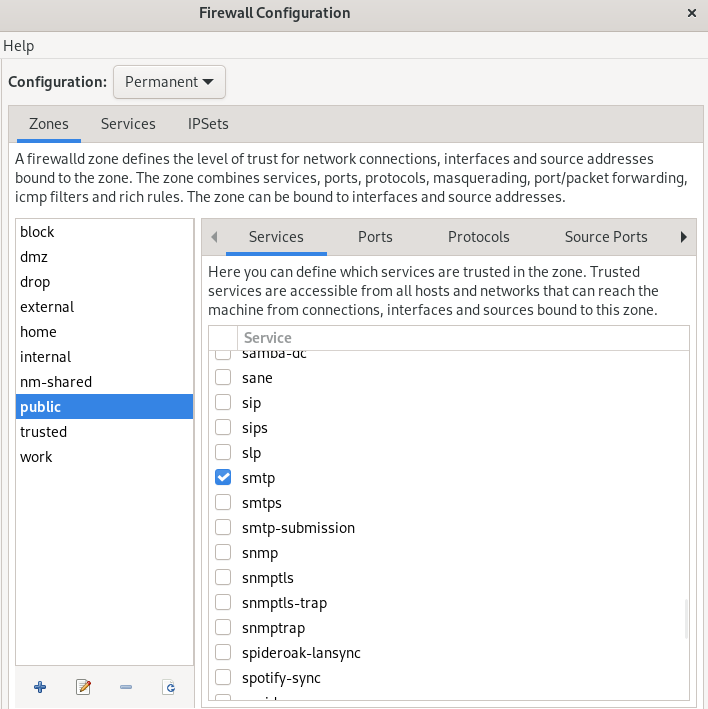 Firewall Configuration
Help
Configuration: Permanent
Zones Services IPSets
A firewalld zone defines the level of trust for network connections, interfaces and source addresses
bound to the zone. The zone combines services, ports, protocols, masquerading, port/packet forwarding,
icmp filters and rich rules. The zone can be bound to interfaces and source addresses.
block
dmz
drop
external
home
internal
nm-shared
public
trusted
work
Services Ports Protocols Source Ports
Here you can define which services are trusted in the zone. Trusted
services are accessible from all hosts and networks that can reach the
machine from connections, interfaces and sources bound to this zone.
Service
samba-dc
sane
sip
sips
slp
smtp
smtps
smtp-submission
snmp
snmptls
snmptls-trap
snmptrap
spideroak-lansync
spotify-sync